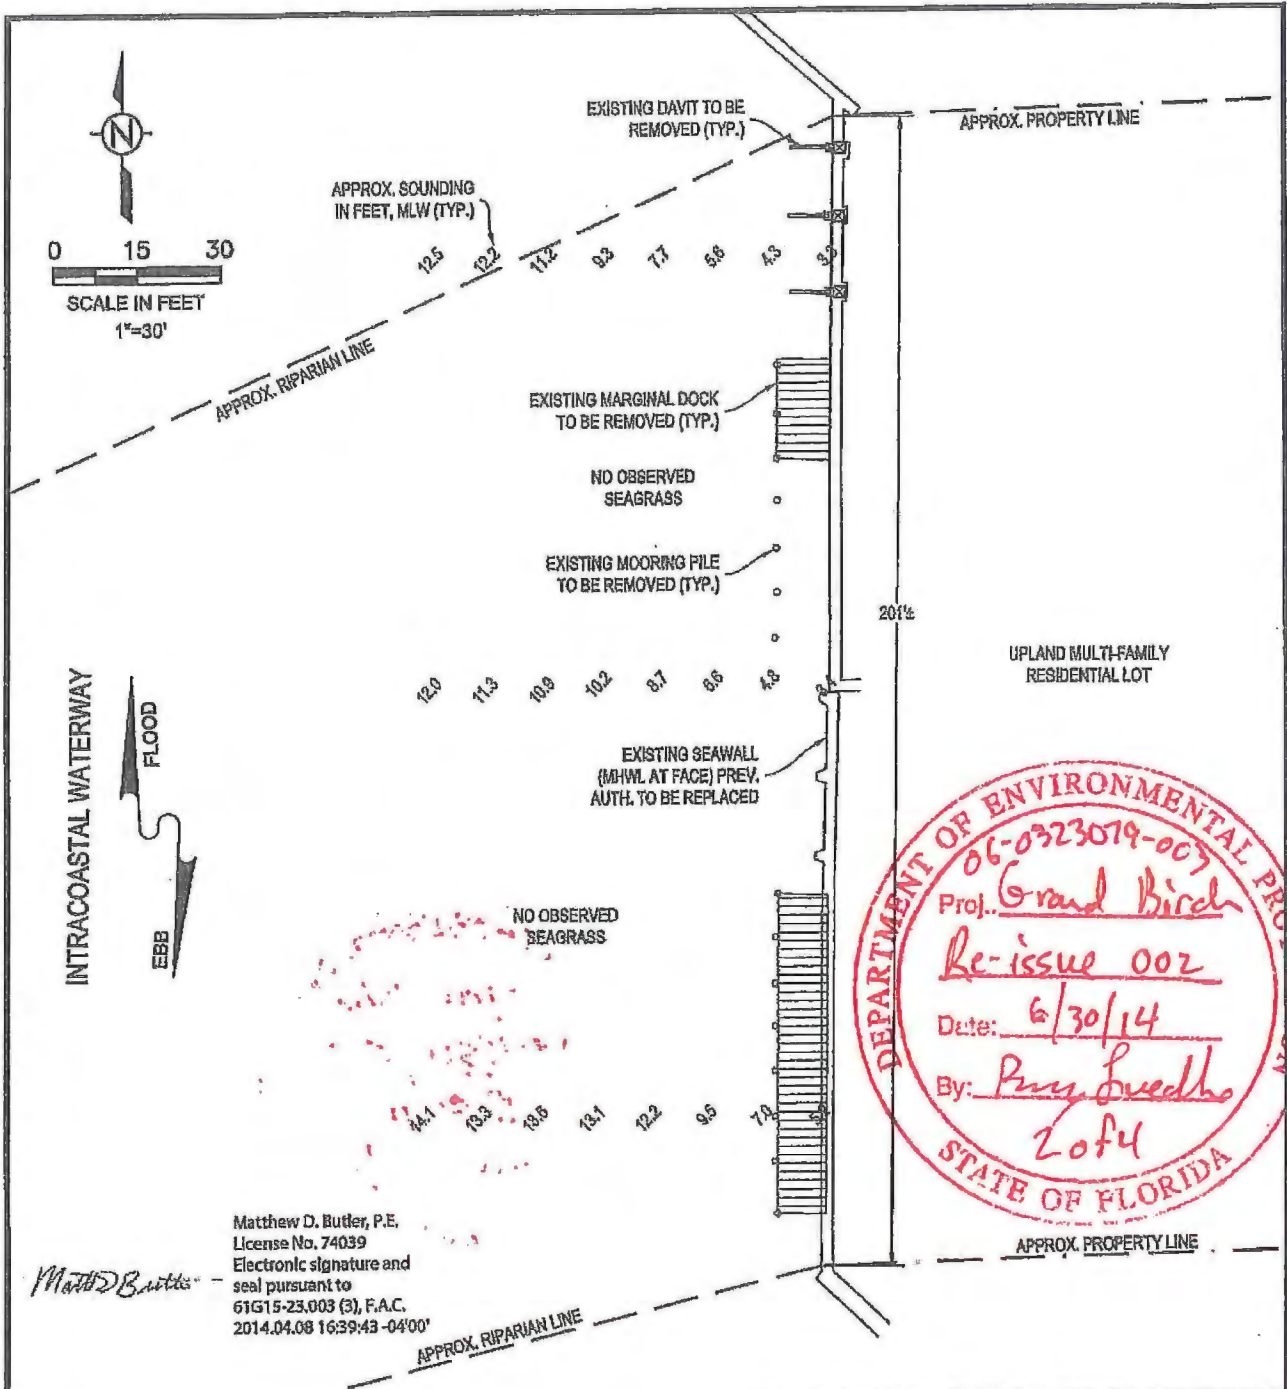 EXISTING DAVIT TO BE
REMOVED (TYP.)
APPROX. PROPERTY LINE
N
APPROX. SOUNDING
IN FEET, MLW (TYP.)
0 15 30
SCALE IN FEET
1"=30'
12.5 12.2 11.2 9.3 7.7 5.6 4.3
APPROX. RIPARIAN LINE
EXISTING MARGINAL DOCK
TO BE REMOVED (TYP.)
NO OBSERVED
SEAGRASS
EXISTING MOORING PILE
TO BE REMOVED (TYP.)
201'±
UPLAND MULTI-FAMILY
RESIDENTIAL LOT
12.0 11.3 10.9 10.2 8.7 6.6 4.8
INTRACOASTAL WATERWAY
FLOOD
EBB
EXISTING SEAWALL
(MHWL AT FACE) PREV.
AUTH. TO BE REPLACED
NO OBSERVED
SEAGRASS
DEPARTMENT OF ENVIRONMENTAL
06-0323079-003
Proj.: Grand Birch
Re-issue 002
Date: 6/30/14
By:
2 of 4
STATE OF FLORIDA
14.1 13.3 13.6 13.1 12.2 9.5 7.0
Matthew D. Butler, P.E.
License No. 74039
Electronic signature and
seal pursuant to
61G15-23.003 (3), F.A.C.
2014.04.08 16:39:43 -04'00'
Matt D Butler
APPROX. PROPERTY LINE
APPROX. RIPARIAN LINE